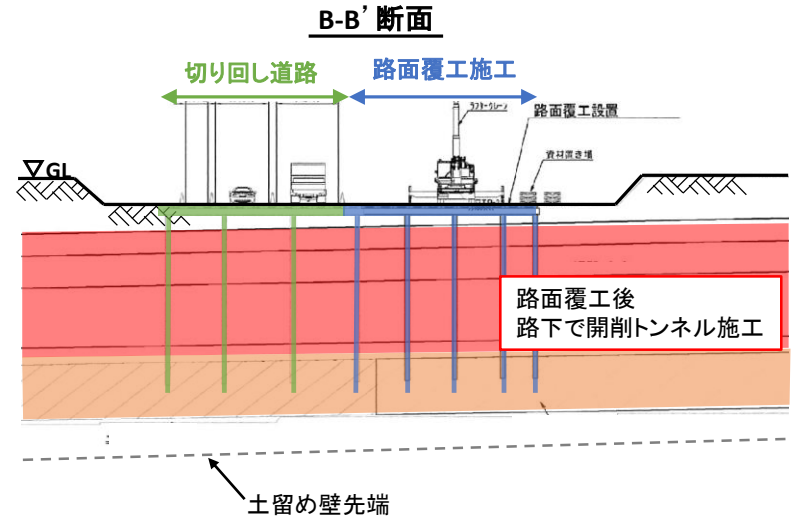 B-B’断面
切り回し道路
路面覆工施工
ラフタークレーン
路面覆工設置
資材置き場
GL
路面覆工後
路下で開削トンネル施工
土留め壁先端